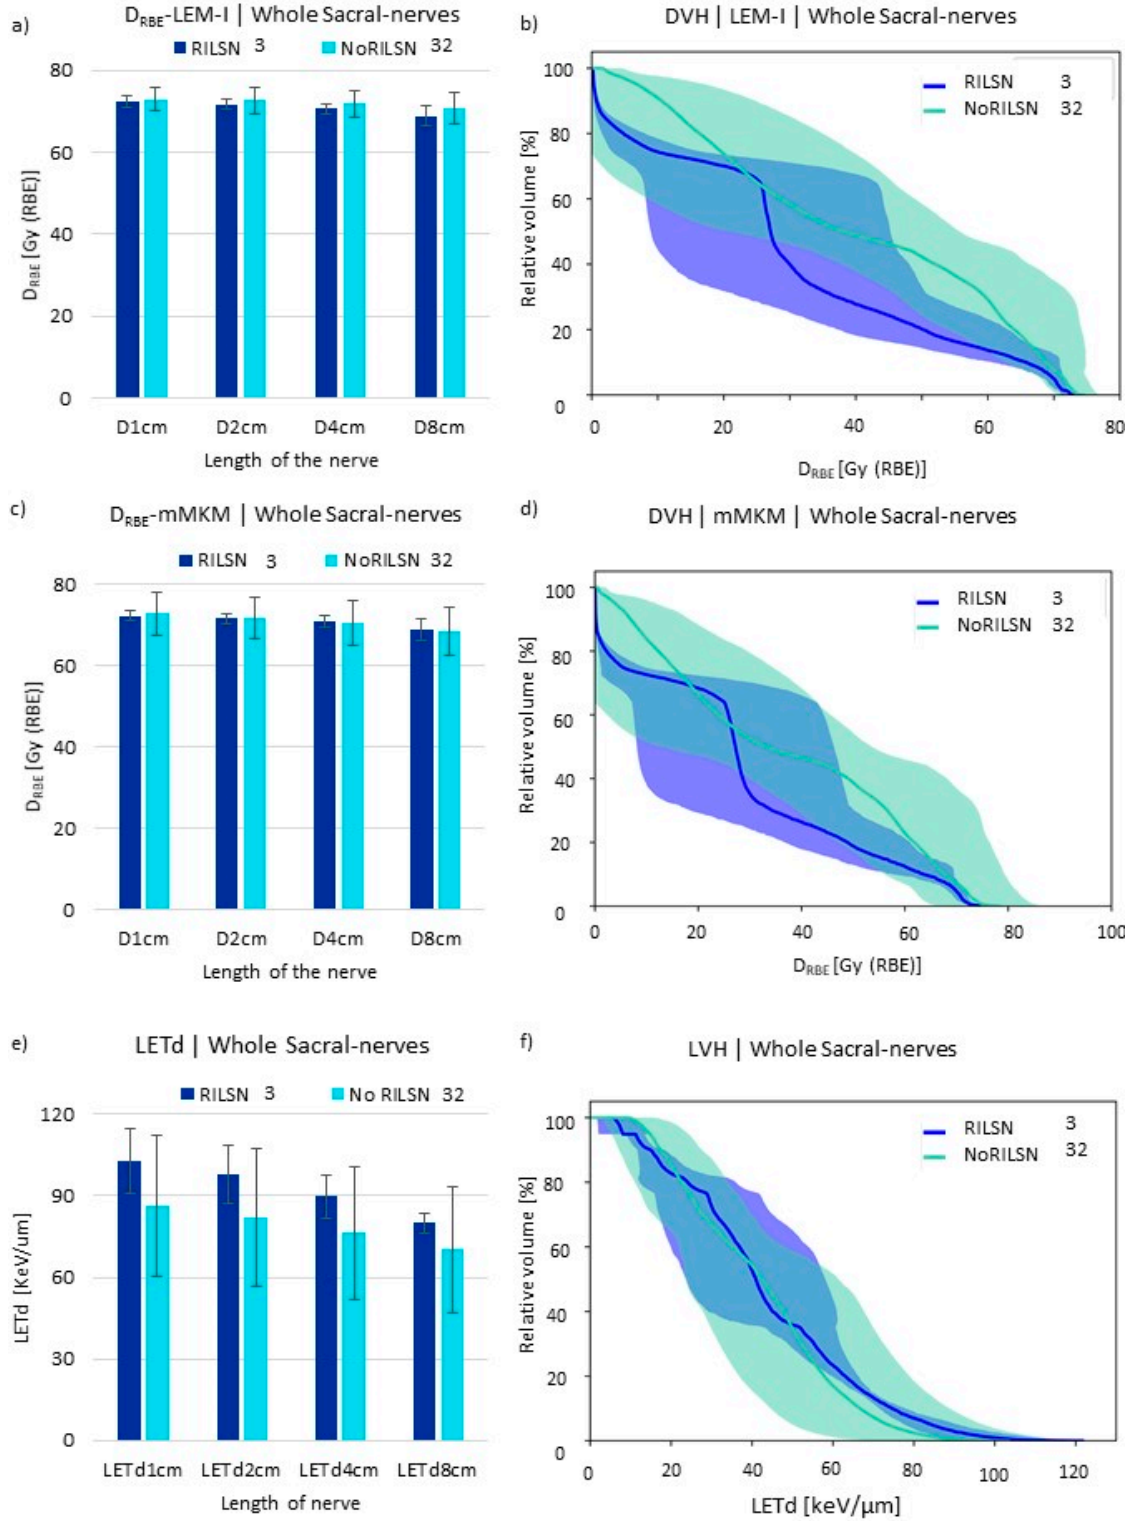 a)
D_RBE-LEM-I | Whole Sacral-nerves
RILSN 3 NoRILSN 32
D_RBE [Gy (RBE)]
80
60
40
20
0
D1cm D2cm D4cm D8cm
Length of the nerve
b)
DVH | LEM-I | Whole Sacral-nerves
RILSN 3
NoRILSN 32
Relative volume [%]
100
80
60
40
20
0
0 20 40 60 80
D_RBE [Gy (RBE)]
c)
D_RBE-mMKM | Whole Sacral-nerves
RILSN 3 NoRILSN 32
D_RBE [Gy (RBE)]
80
60
40
20
0
D1cm D2cm D4cm D8cm
Length of the nerve
d)
DVH | mMKM | Whole Sacral-nerves
RILSN 3
NoRILSN 32
Relative volume [%]
100
80
60
40
20
0
0 20 40 60 80 100
D_RBE [Gy (RBE)]
e)
LETd | Whole Sacral-nerves
RILSN 3 No RILSN 32
LETd [KeV/um]
120
90
60
30
0
LETd1cm LETd2cm LETd4cm LETd8cm
Length of nerve
f)
LVH | Whole Sacral-nerves
RILSN 3
NoRILSN 32
Relative volume [%]
100
80
60
40
20
0
0 20 40 60 80 100 120
LETd [keV/μm]